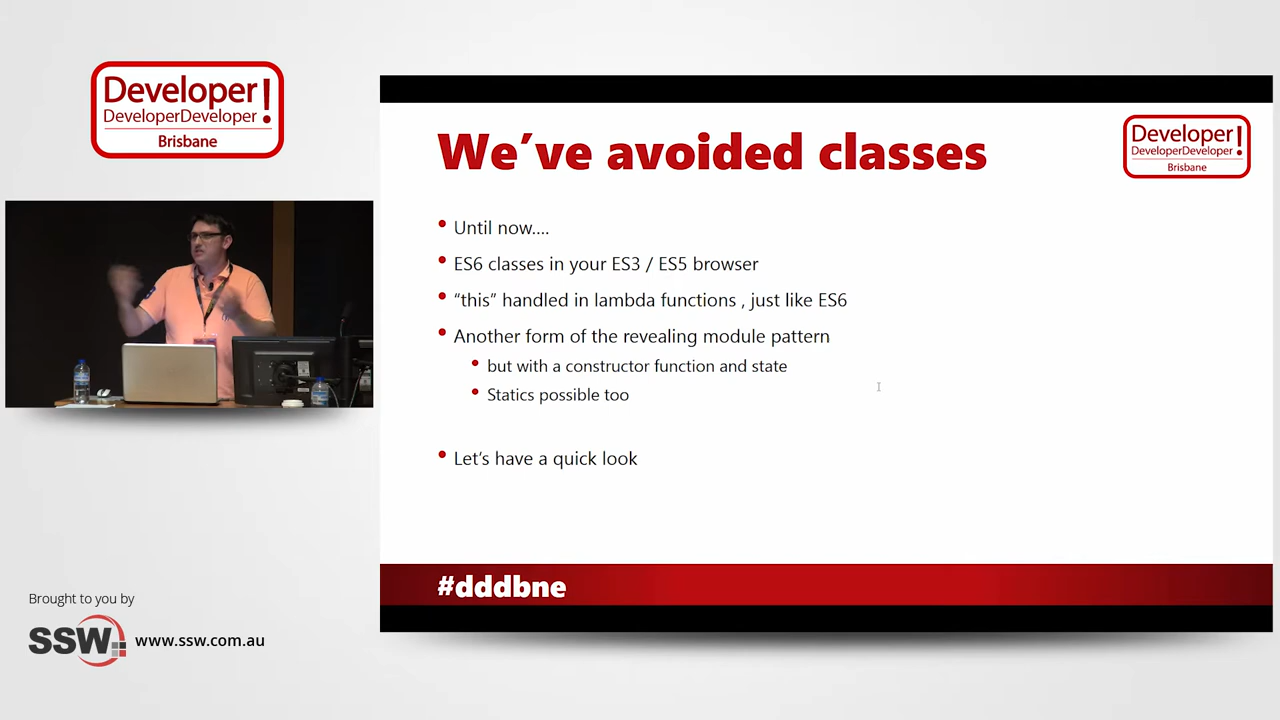 Developer!
DeveloperDeveloper
Brisbane
We’ve avoided classes
Developer!
DeveloperDeveloper
Brisbane
Until now....
ES6 classes in your ES3 / ES5 browser
“this” handled in lambda functions , just like ES6
Another form of the revealing module pattern
but with a constructor function and state
Statics possible too
Let’s have a quick look
#dddbne
Brought to you by
SSW www.ssw.com.au